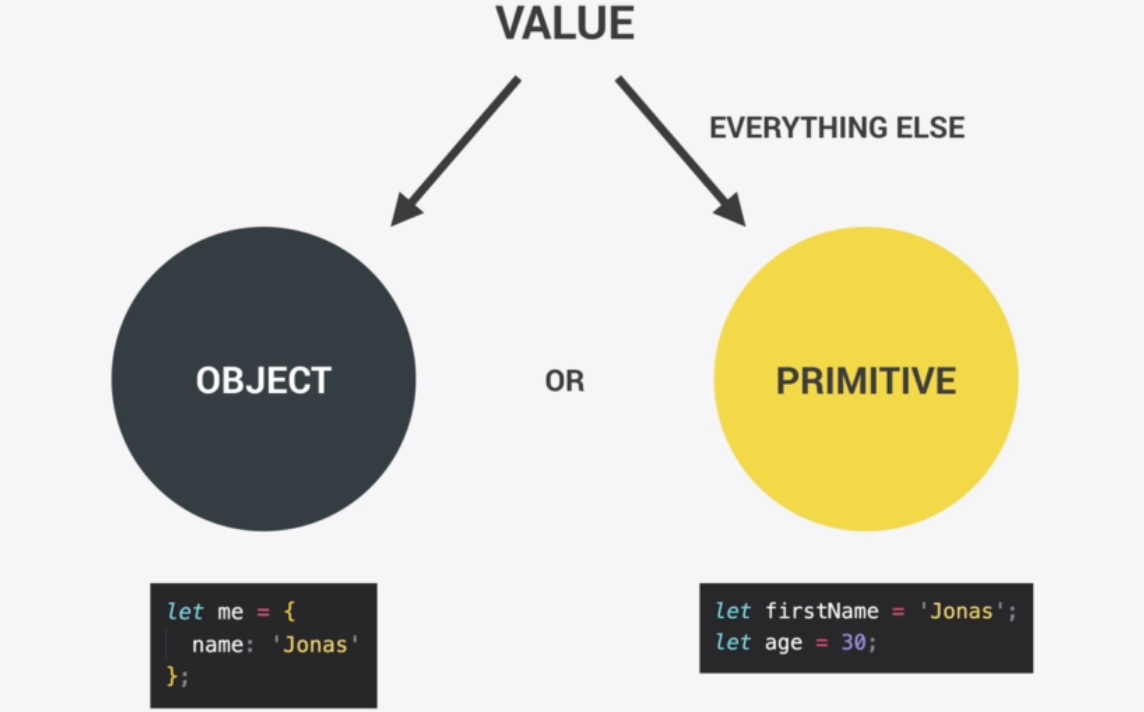 VALUE
EVERYTHING ELSE
OBJECT
OR
PRIMITIVE
let me = {
  name: 'Jonas'
};
let firstName = 'Jonas';
let age = 30;